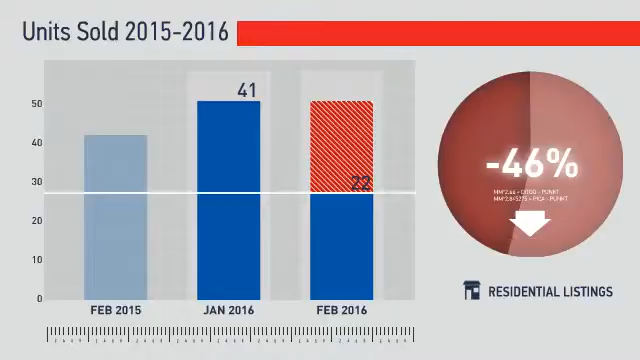 Units Sold 2015-2016
41
50
40
30
22
20
10
0
-46%
FEB 2015
JAN 2016
FEB 2016
RESIDENTIAL LISTINGS